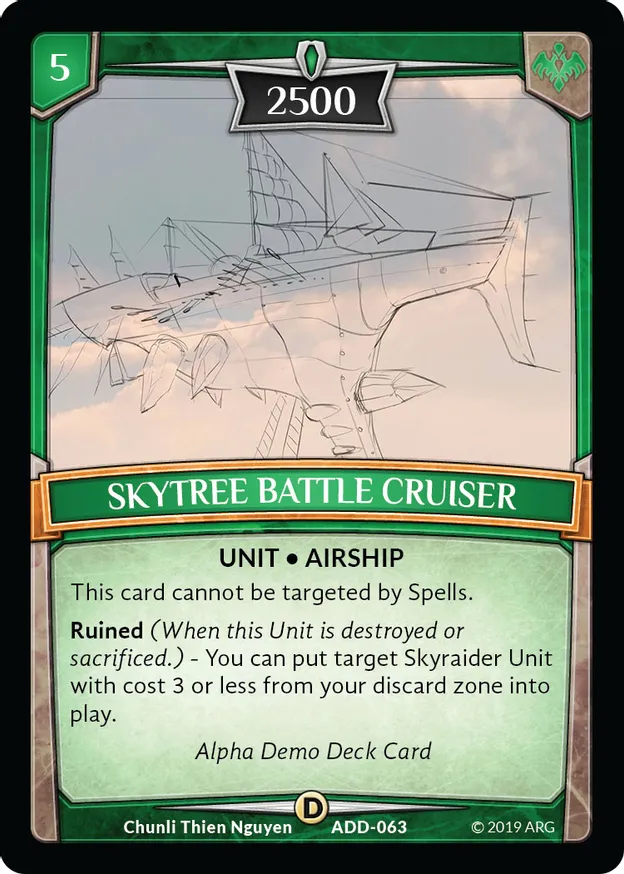 5
2500
SKYTREE BATTLE CRUISER
UNIT • AIRSHIP
This card cannot be targeted by Spells.
Ruined (When this Unit is destroyed or
sacrificed.) - You can put target Skyraider Unit
with cost 3 or less from your discard zone into
play.
Alpha Demo Deck Card
Chunli Thien Nguyen D ADD-063 © 2019 ARG